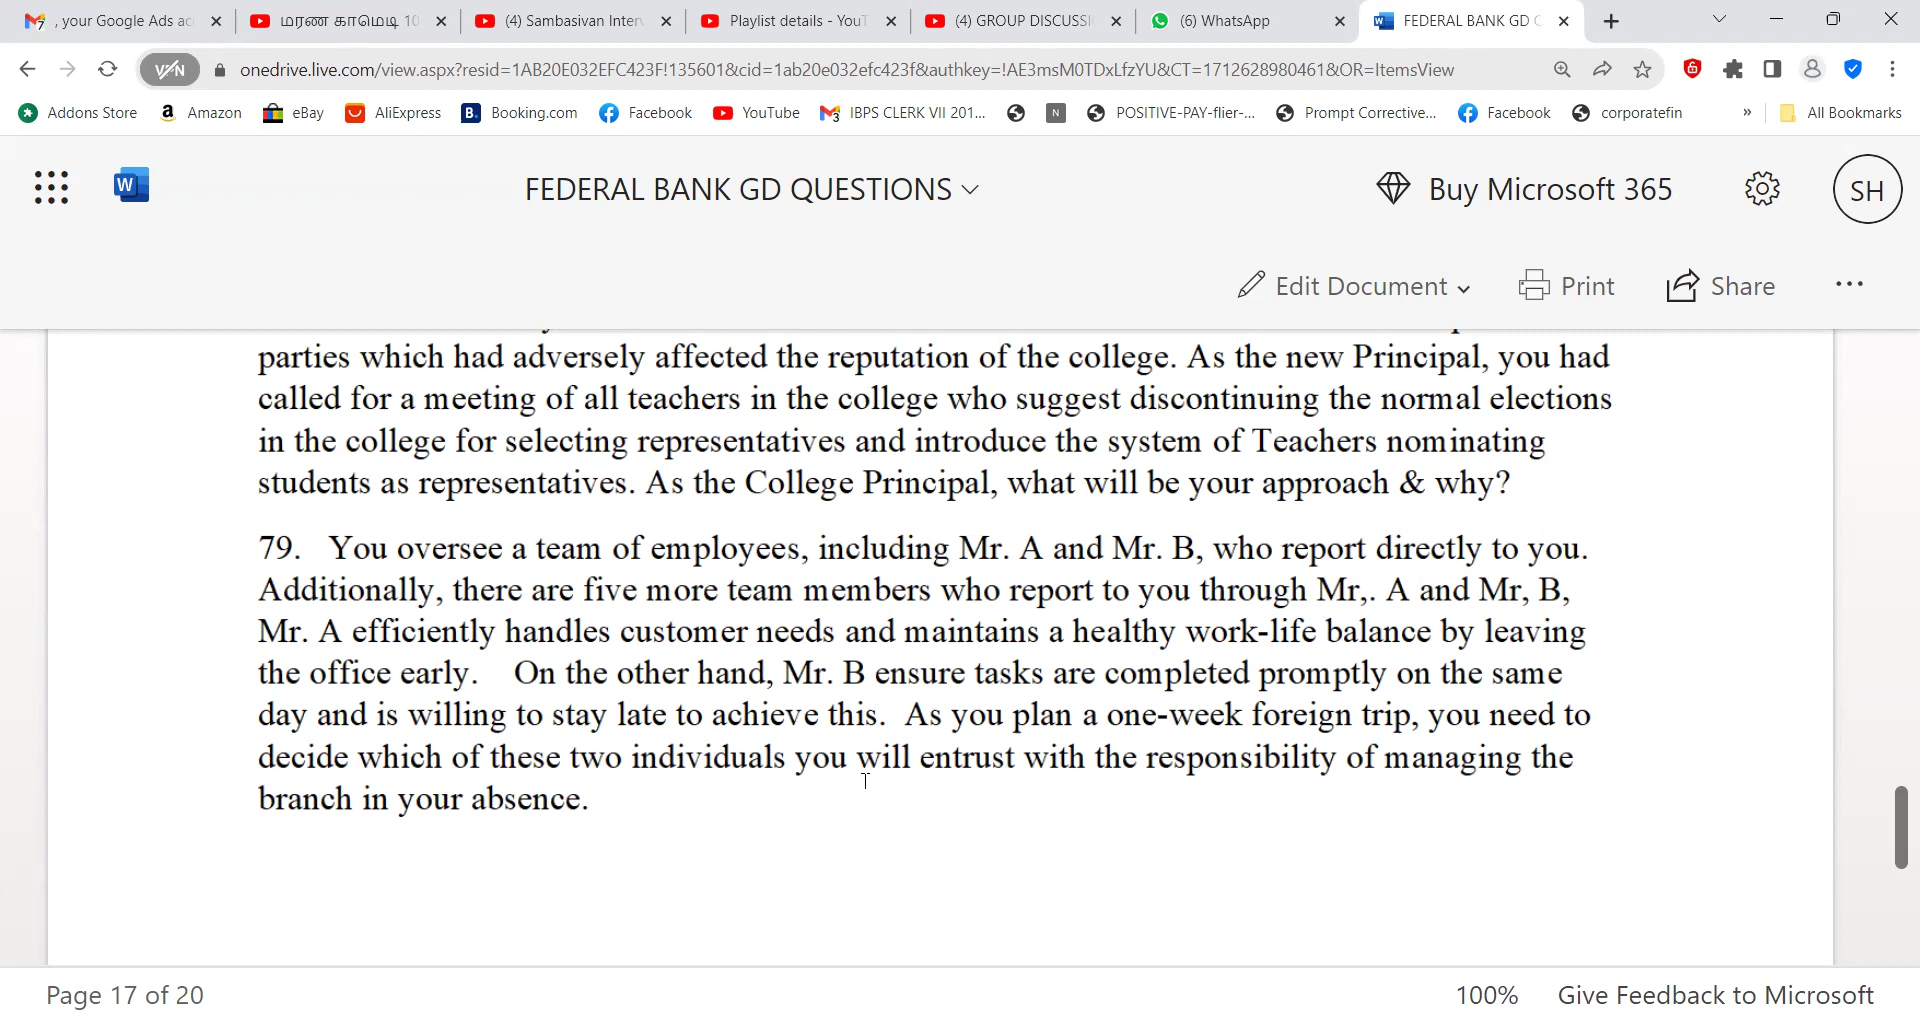 , your Google Ads ac
மரண காமெடி 10
(4) Sambasivan Interv
Playlist details - YouT
(4) GROUP DISCUSSI
(6) WhatsApp
FEDERAL BANK GD Q
VPN
onedrive.live.com/view.aspx?resid=1AB20E032EFC423F!135601&cid=1ab20e032efc423f&authkey=!AE3msM0TDxLfzYU&CT=1712628980461&OR=ItemsView
Addons Store
Amazon
eBay
AliExpress
Booking.com
Facebook
YouTube
IBPS CLERK VII 201...
N
POSITIVE-PAY-flier-...
Prompt Corrective...
Facebook
corporatefin
»
All Bookmarks
W
FEDERAL BANK GD QUESTIONS
Buy Microsoft 365
SH
Edit Document
Print
Share
parties which had adversely affected the reputation of the college. As the new Principal, you had
called for a meeting of all teachers in the college who suggest discontinuing the normal elections
in the college for selecting representatives and introduce the system of Teachers nominating
students as representatives. As the College Principal, what will be your approach & why?
79. You oversee a team of employees, including Mr. A and Mr. B, who report directly to you.
Additionally, there are five more team members who report to you through Mr,. A and Mr, B,
Mr. A efficiently handles customer needs and maintains a healthy work-life balance by leaving
the office early. On the other hand, Mr. B ensure tasks are completed promptly on the same
day and is willing to stay late to achieve this. As you plan a one-week foreign trip, you need to
decide which of these two individuals you will entrust with the responsibility of managing the
branch in your absence.
Page 17 of 20
100%
Give Feedback to Microsoft